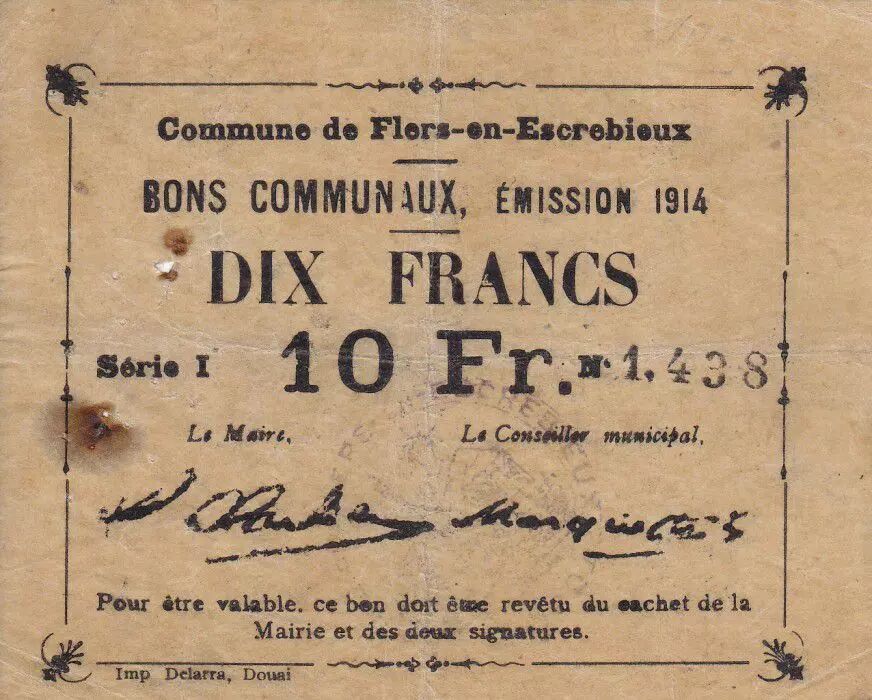 Commune de Flers-en-Escrebieux
BONS COMMUNAUX, ÉMISSION 1914
DIX FRANCS
Série I 10 Fr. N° 1.438
Le Maire, Le Conseiller municipal,
Pour être valable, ce bon doit être revêtu du cachet de la
Mairie et des deux signatures.
Imp Delarra, Douai